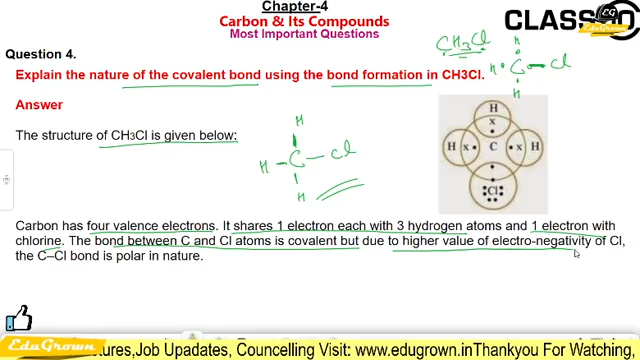 Chapter-4
Carbon & Its Compounds
Most Important Questions
CLASS
Question 4.
Explain the nature of the covalent bond using the bond formation in CH3Cl.
CH3Cl
H
H C Cl
H
Answer
The structure of CH3Cl is given below:
H
H C Cl
H
H
x
H x C x H
Cl
Carbon has four valence electrons. It shares 1 electron each with 3 hydrogen atoms and 1 electron with
chlorine. The bond between C and Cl atoms is covalent but due to higher value of electro-negativity of Cl,
the C–Cl bond is polar in nature.
EduGrown
tures,Job Upadates, Councelling Visit: www.edugrown.inThankyou For Watching,